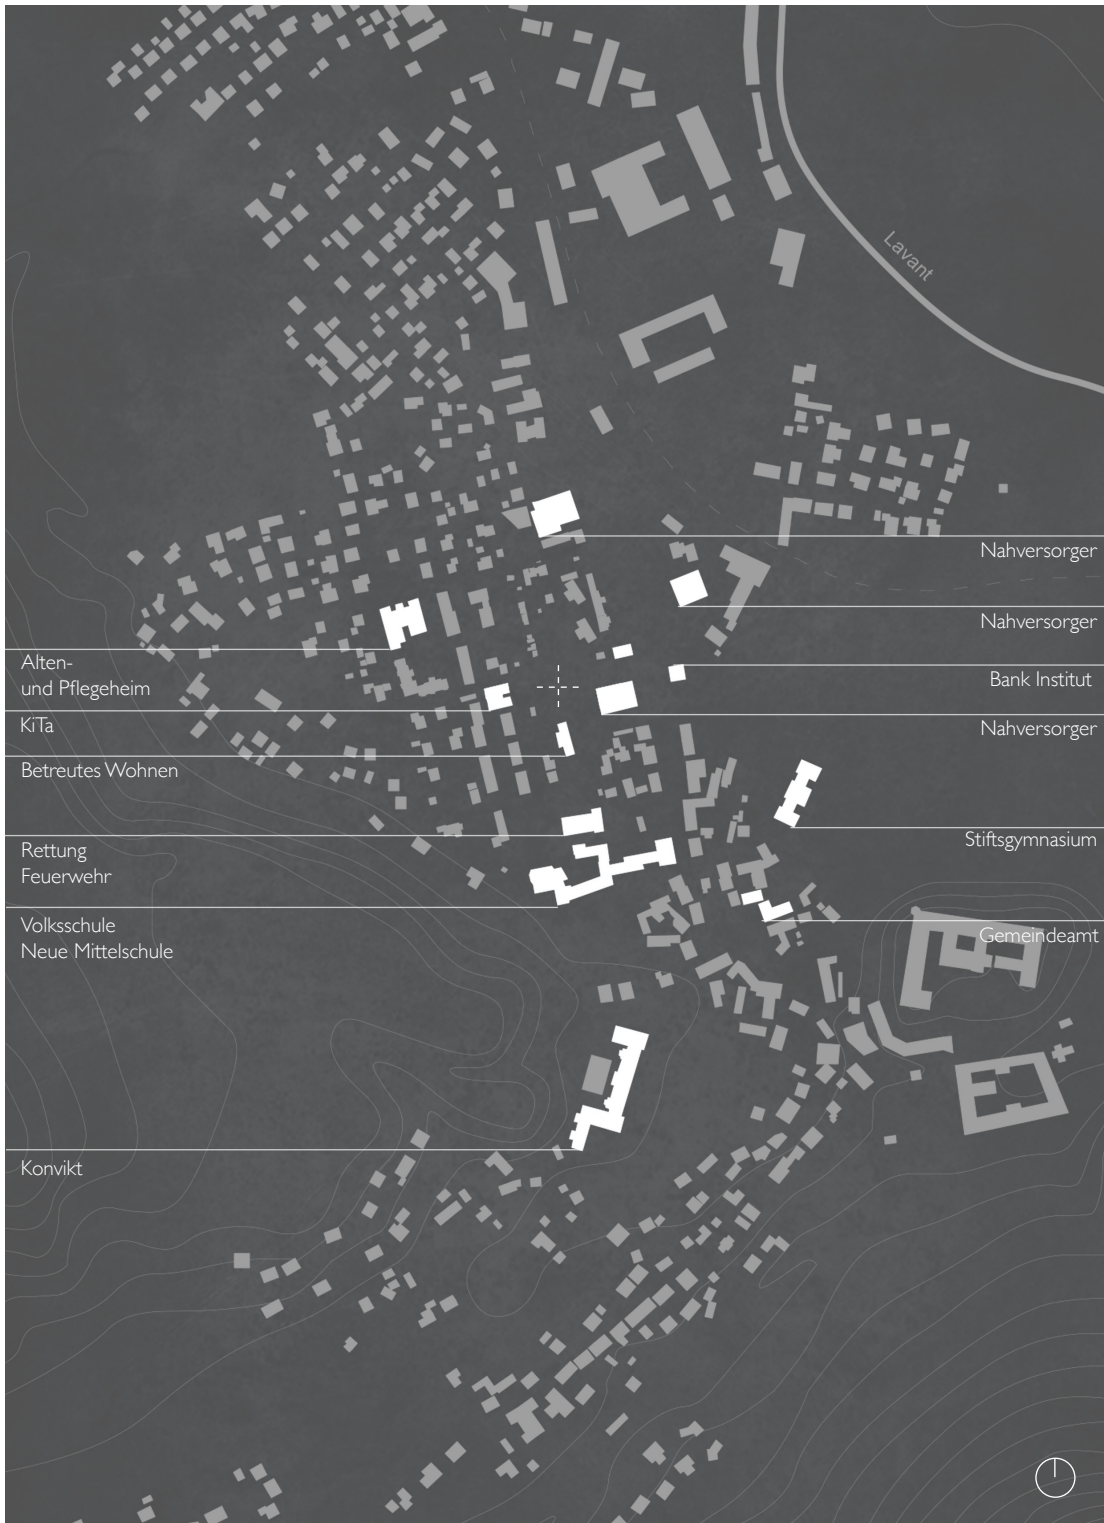 Lavant
Nahversorger
Nahversorger
Alten-
und Pflegeheim
Bank Institut
KiTa
Nahversorger
Betreutes Wohnen
Stiftsgymnasium
Rettung
Feuerwehr
Volksschule
Neue Mittelschule
Gemeindeamt
Konvikt